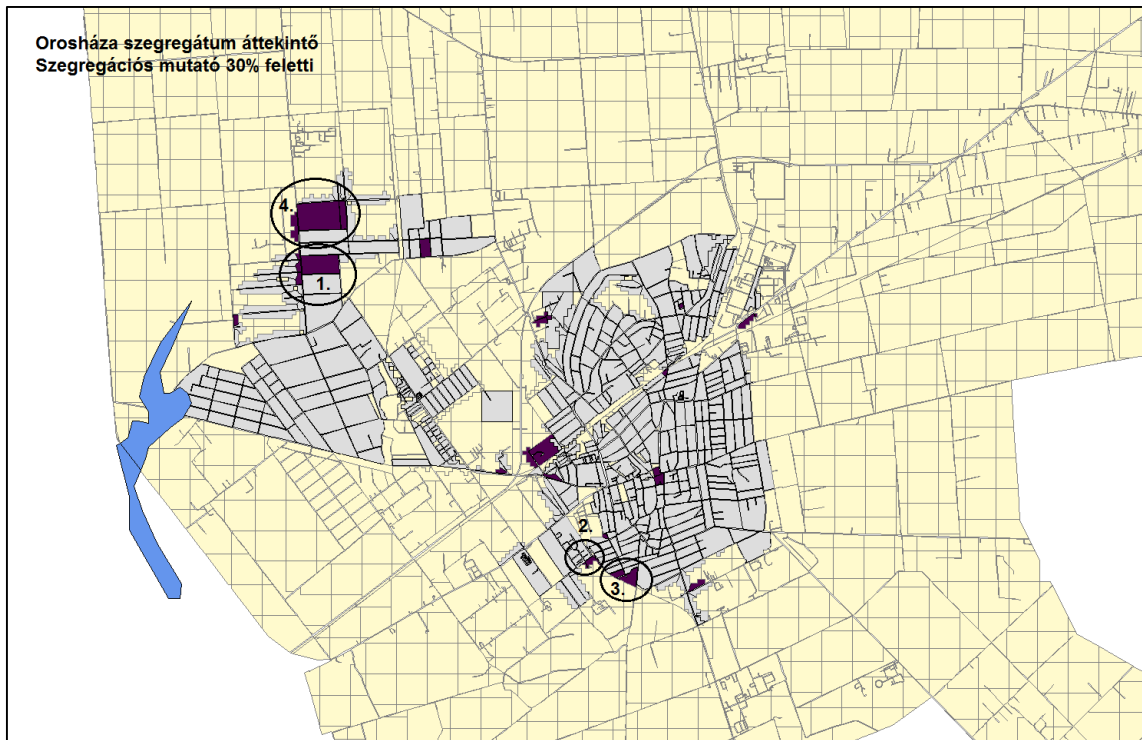 Orosháza szegregátum áttekintő
Szegregációs mutató 30% feletti
4.
1.
2.
3.